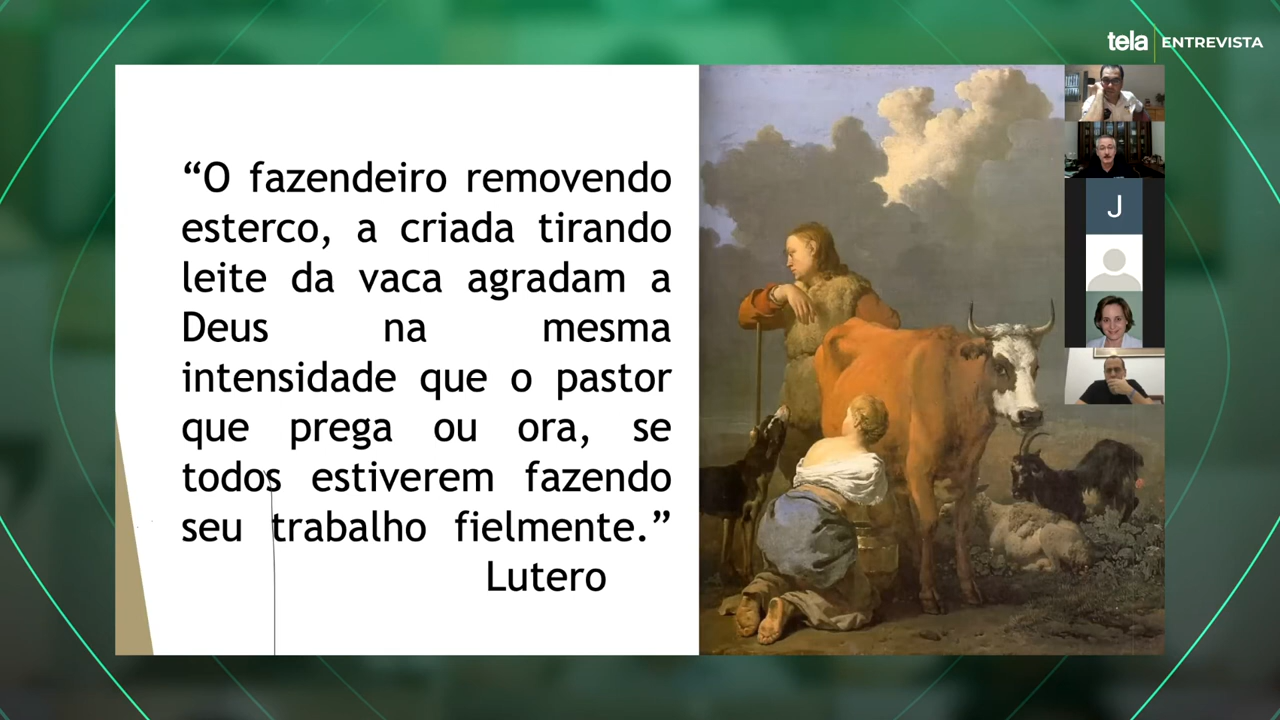 tela ENTREVISTA
“O fazendeiro removendo
esterco, a criada tirando
leite da vaca agradam a
Deus na mesma
intensidade que o pastor
que prega ou ora, se
todos estiverem fazendo
seu trabalho fielmente.”
Lutero
J